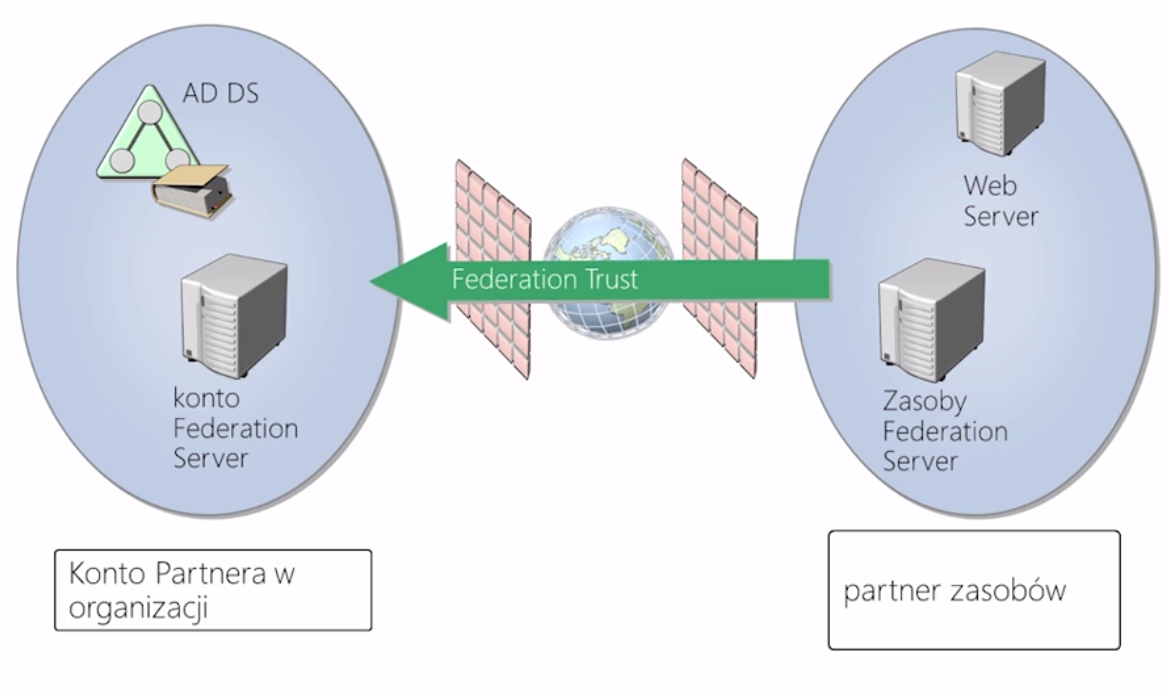 AD DS
konto
Federation
Server
Federation Trust
Web
Server
Zasoby
Federation
Server
Konto Partnera w
organizacji
partner zasobów